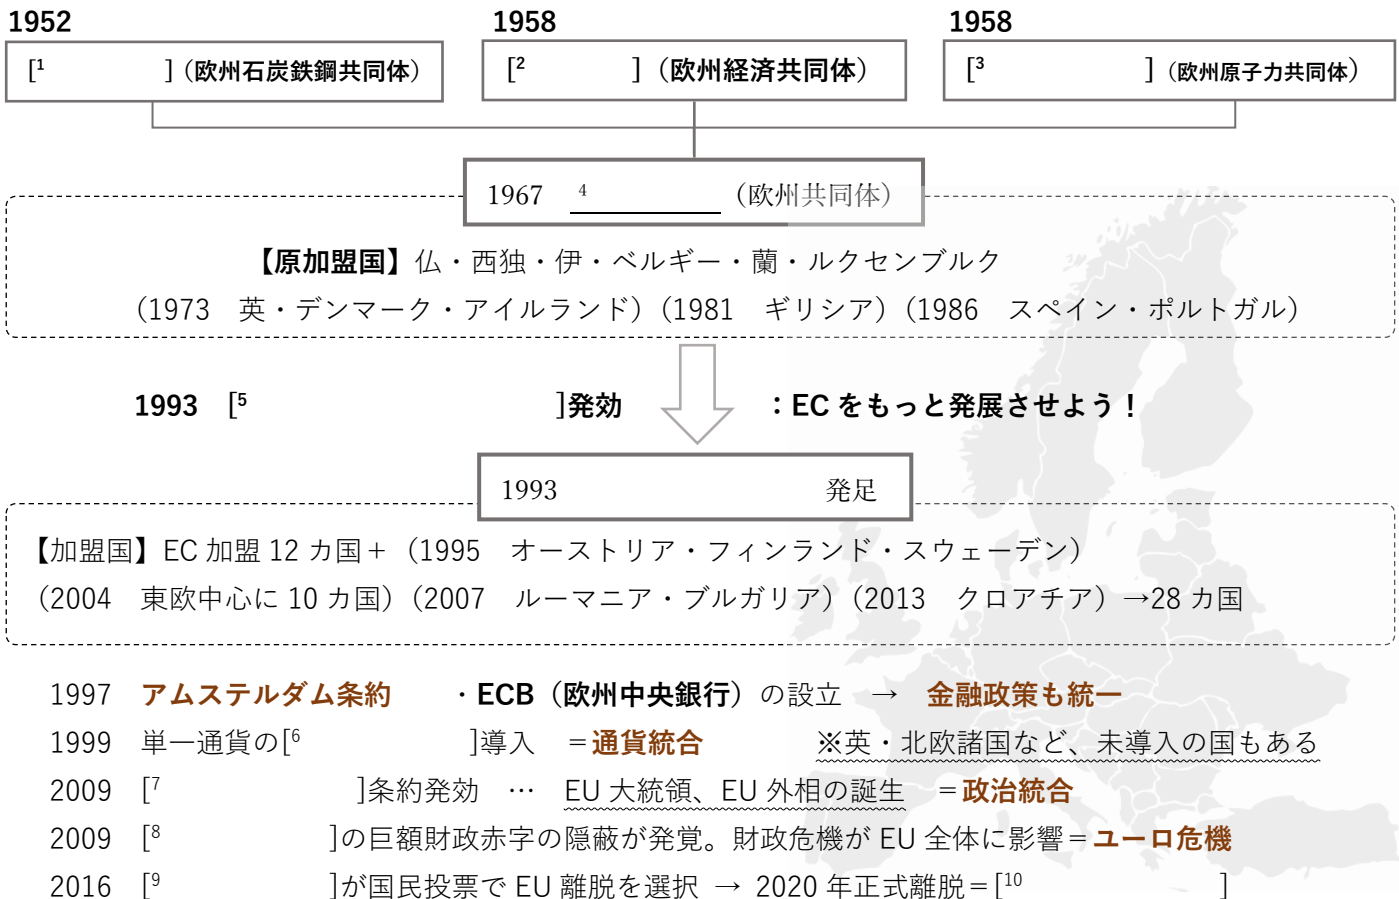 1952 1958 1958
[1 ]（欧州石炭鉄鋼共同体） [2 ]（欧州経済共同体） [3 ]（欧州原子力共同体）
1967 4 （欧州共同体）
【原加盟国】仏・西独・伊・ベルギー・蘭・ルクセンブルク
（1973 英・デンマーク・アイルランド）（1981 ギリシア）（1986 スペイン・ポルトガル）
1993 [5 ]発効 ：EC をもっと発展させよう！
1993 発足
【加盟国】EC 加盟 12 カ国＋（1995 オーストリア・フィンランド・スウェーデン）
（2004 東欧中心に 10 カ国）（2007 ルーマニア・ブルガリア）（2013 クロアチア）→28 カ国
1997 アムステルダム条約 ・ECB（欧州中央銀行）の設立 → 金融政策も統一
1999 単一通貨の[6 ]導入 ＝通貨統合 ※英・北欧諸国など、未導入の国もある
2009 [7 ]条約発効 … EU 大統領、EU 外相の誕生 ＝政治統合
2009 [8 ]の巨額財政赤字の隠蔽が発覚。財政危機が EU 全体に影響＝ユーロ危機
2016 [9 ]が国民投票で EU 離脱を選択 → 2020 年正式離脱＝[10 ]